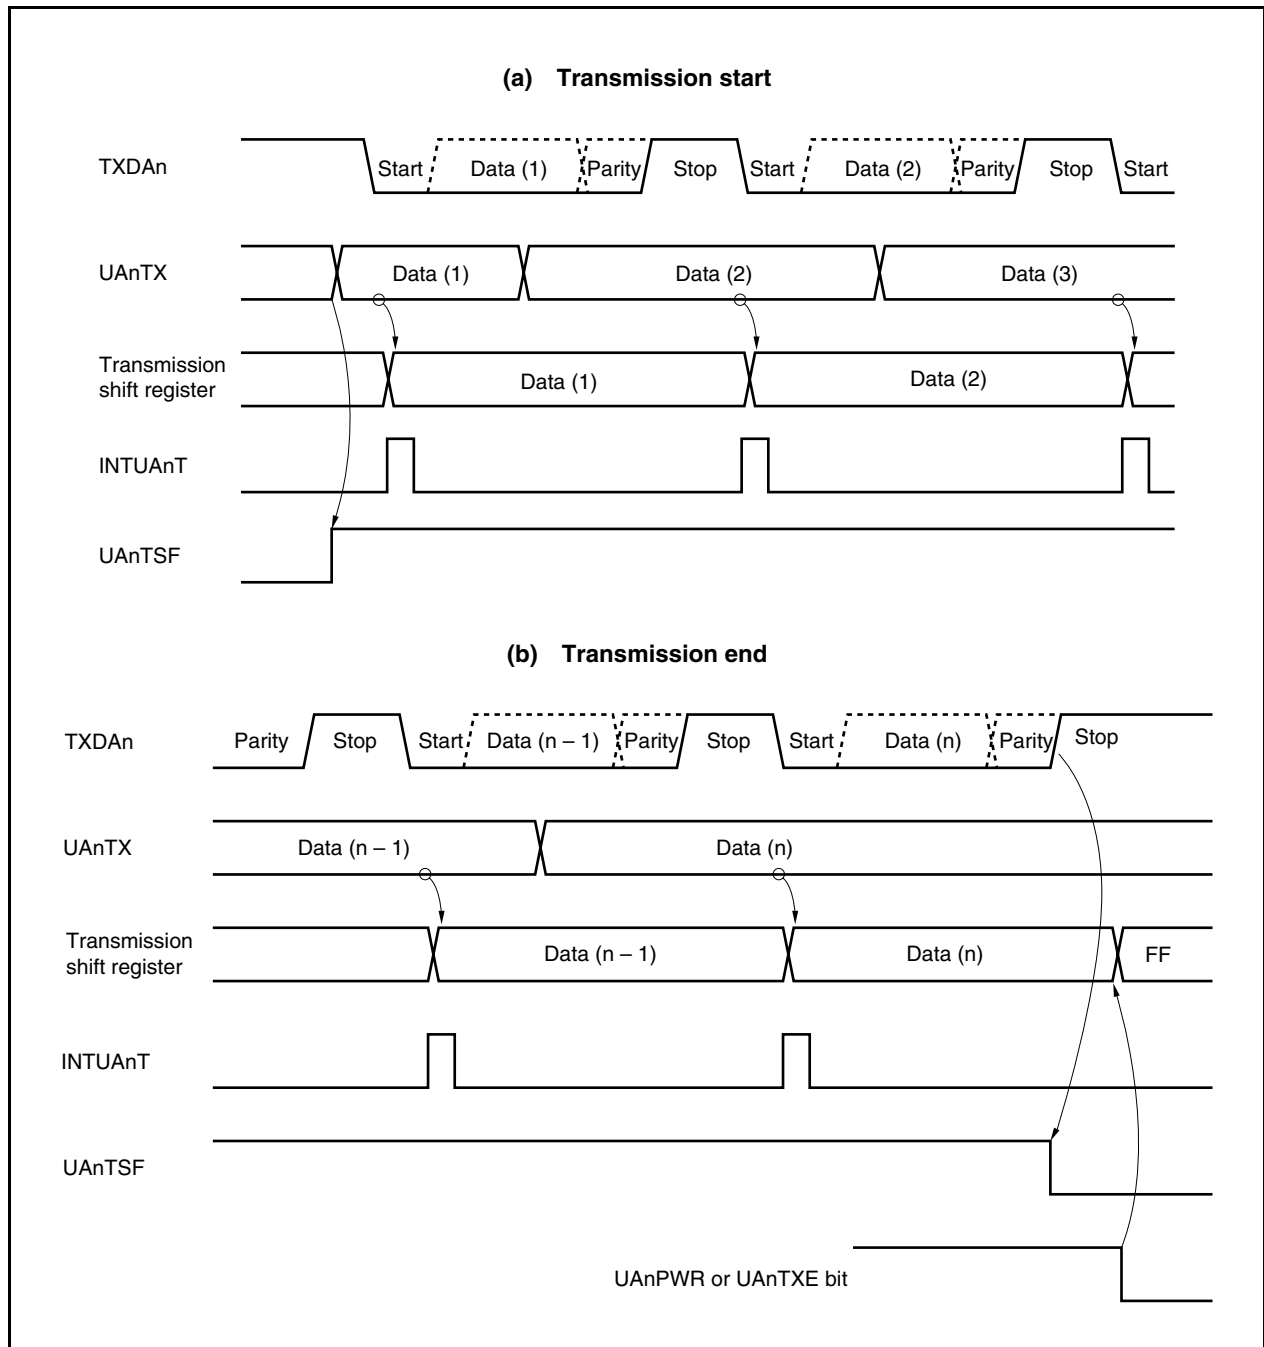 (a) Transmission start
TXDAn
Start Data (1) Parity Stop Start Data (2) Parity Stop Start
UAnTX
Data (1) Data (2) Data (3)
Transmission
shift register
Data (1) Data (2)
INTUAnT
UAnTSF
(b) Transmission end
TXDAn
Parity Stop Start Data (n – 1) Parity Stop Start Data (n) Parity Stop
UAnTX
Data (n – 1) Data (n)
Transmission
shift register
Data (n – 1) Data (n) FF
INTUAnT
UAnTSF
UAnPWR or UAnTXE bit